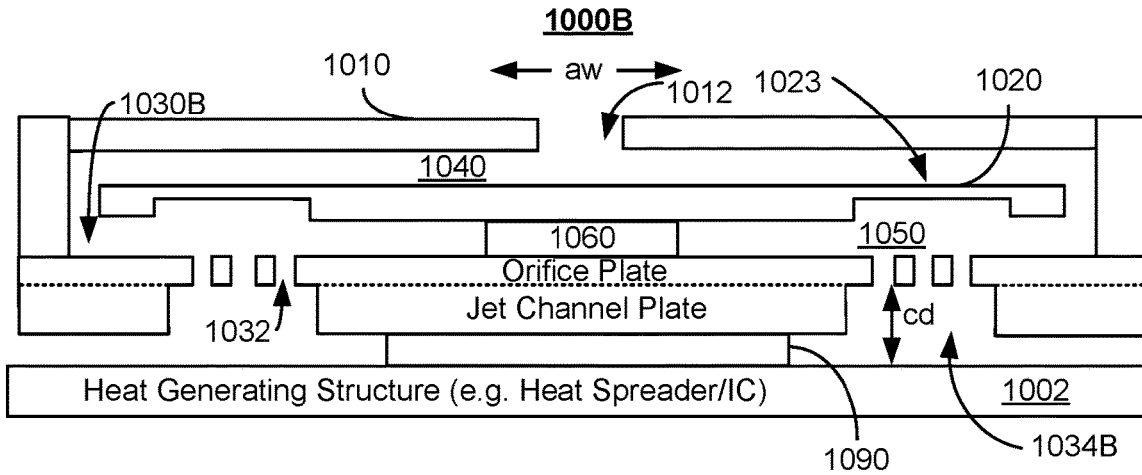 1000B
aw
1030B
1010
1012
1023
1020
1040
1060
1050
Orifice Plate
Jet Channel Plate
1032
cd
Heat Generating Structure (e.g. Heat Spreader/IC)
1002
1090
1034B